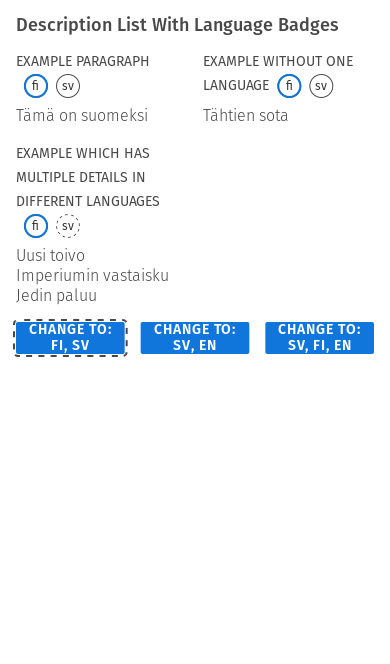 Description List With Language Badges
EXAMPLE PARAGRAPH
fi sv
Tämä on suomeksi
EXAMPLE WITHOUT ONE
LANGUAGE fi sv
Tähtien sota
EXAMPLE WHICH HAS
MULTIPLE DETAILS IN
DIFFERENT LANGUAGES
fi sv
Uusi toivo
Imperiumin vastaisku
Jedin paluu
CHANGE TO:
FI, SV
CHANGE TO:
SV, EN
CHANGE TO:
SV, FI, EN